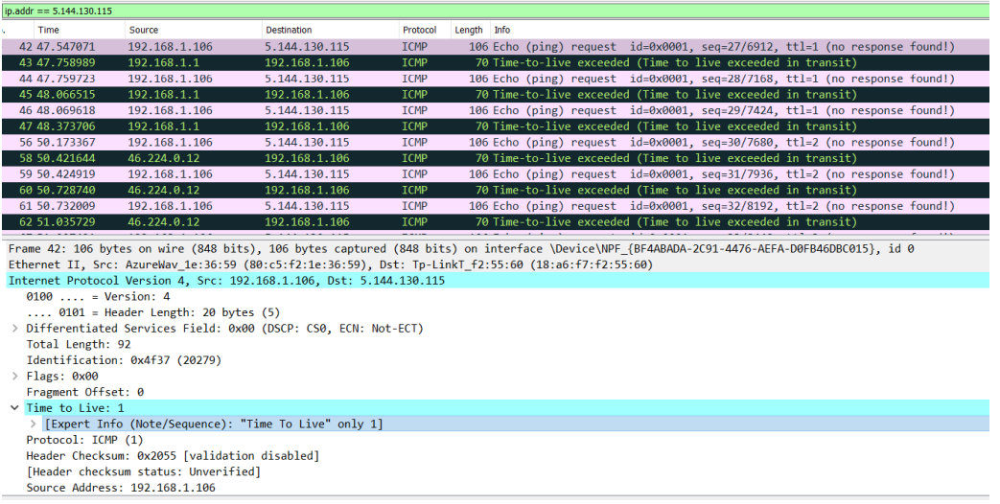 ip.addr == 5.144.130.115
. Time Source Destination Protocol Length Info
42 47.547071 192.168.1.106 5.144.130.115 ICMP 106 Echo (ping) request id=0x0001, seq=27/6912, ttl=1 (no response found!)
43 47.758989 192.168.1.1 192.168.1.106 ICMP 70 Time-to-live exceeded (Time to live exceeded in transit)
44 47.759723 192.168.1.106 5.144.130.115 ICMP 106 Echo (ping) request id=0x0001, seq=28/7168, ttl=1 (no response found!)
45 48.066515 192.168.1.1 192.168.1.106 ICMP 70 Time-to-live exceeded (Time to live exceeded in transit)
46 48.069618 192.168.1.106 5.144.130.115 ICMP 106 Echo (ping) request id=0x0001, seq=29/7424, ttl=1 (no response found!)
47 48.373706 192.168.1.1 192.168.1.106 ICMP 70 Time-to-live exceeded (Time to live exceeded in transit)
56 50.173367 192.168.1.106 5.144.130.115 ICMP 106 Echo (ping) request id=0x0001, seq=30/7680, ttl=2 (no response found!)
58 50.421644 46.224.0.12 192.168.1.106 ICMP 70 Time-to-live exceeded (Time to live exceeded in transit)
59 50.424919 192.168.1.106 5.144.130.115 ICMP 106 Echo (ping) request id=0x0001, seq=31/7936, ttl=2 (no response found!)
60 50.728740 46.224.0.12 192.168.1.106 ICMP 70 Time-to-live exceeded (Time to live exceeded in transit)
61 50.732009 192.168.1.106 5.144.130.115 ICMP 106 Echo (ping) request id=0x0001, seq=32/8192, ttl=2 (no response found!)
62 51.035729 46.224.0.12 192.168.1.106 ICMP 70 Time-to-live exceeded (Time to live exceeded in transit)
Frame 42: 106 bytes on wire (848 bits), 106 bytes captured (848 bits) on interface \Device\NPF_{BF4ABADA-2C91-4476-AEFA-D0FB46DBC015}, id 0
Ethernet II, Src: AzureWav_1e:36:59 (80:c5:f2:1e:36:59), Dst: Tp-LinkT_f2:55:60 (18:a6:f7:f2:55:60)
Internet Protocol Version 4, Src: 192.168.1.106, Dst: 5.144.130.115
0100 .... = Version: 4
.... 0101 = Header Length: 20 bytes (5)
Differentiated Services Field: 0x00 (DSCP: CS0, ECN: Not-ECT)
Total Length: 92
Identification: 0x4f37 (20279)
Flags: 0x00
Fragment Offset: 0
Time to Live: 1
[Expert Info (Note/Sequence): "Time To Live" only 1]
Protocol: ICMP (1)
Header Checksum: 0x2055 [validation disabled]
[Header checksum status: Unverified]
Source Address: 192.168.1.106